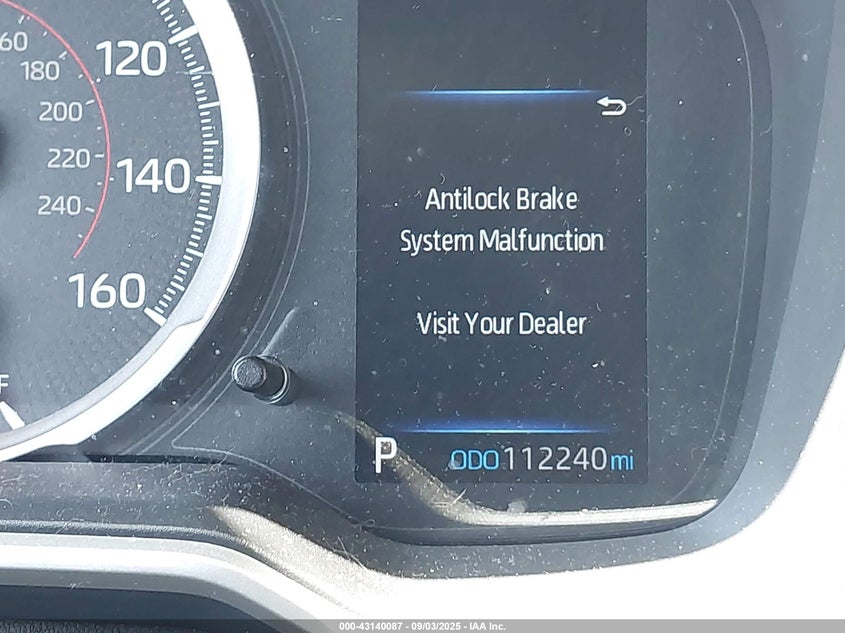 60
180
200
220
240
120
140
160
F
Antilock Brake
System Malfunction
Visit Your Dealer
P
ODO 112240 mi
000-43140087 - 09/03/2025 - IAA Inc.